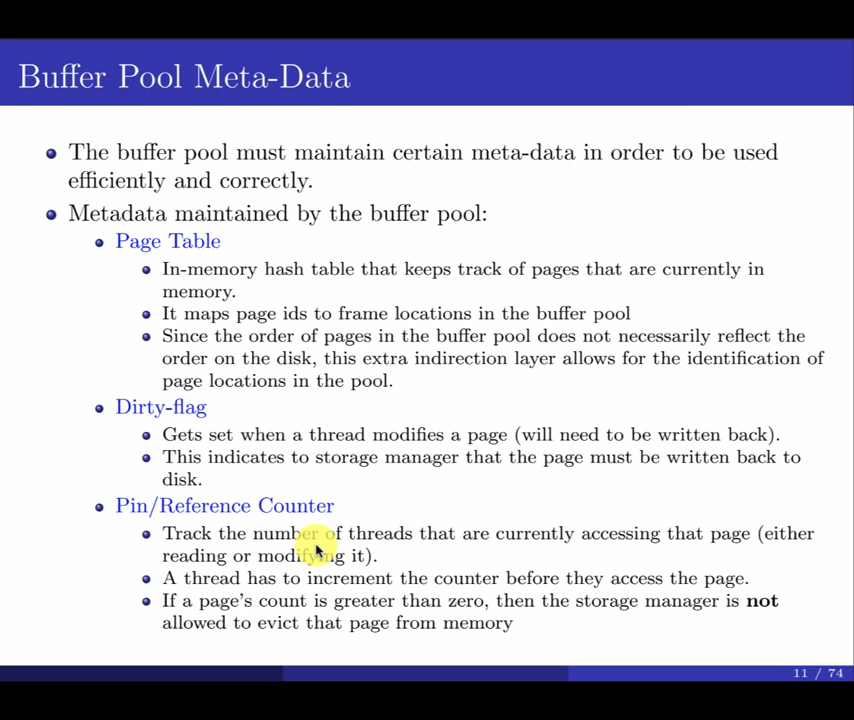 Buffer Pool Meta-Data
The buffer pool must maintain certain meta-data in order to be used
efficiently and correctly.
Metadata maintained by the buffer pool:
Page Table
In-memory hash table that keeps track of pages that are currently in
memory.
It maps page ids to frame locations in the buffer pool
Since the order of pages in the buffer pool does not necessarily reflect the
order on the disk, this extra indirection layer allows for the identification of
page locations in the pool.
Dirty-flag
Gets set when a thread modifies a page (will need to be written back).
This indicates to storage manager that the page must be written back to
disk.
Pin/Reference Counter
Track the number of threads that are currently accessing that page (either
reading or modifying it).
A thread has to increment the counter before they access the page.
If a page's count is greater than zero, then the storage manager is not
allowed to evict that page from memory
11 / 74